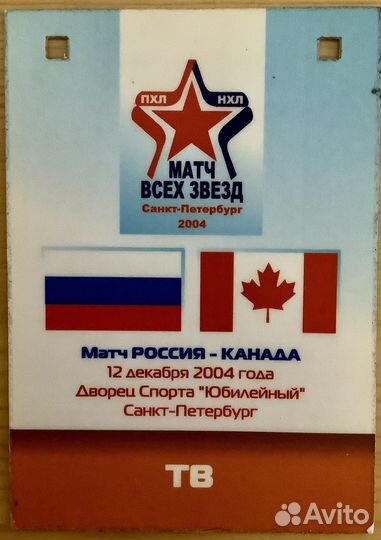 ПХЛ НХЛ
МАТЧ
ВСЕХ ЗВЕЗД
Санкт-Петербург
2004
Матч РОССИЯ - КАНАДА
12 декабря 2004 года
Дворец Спорта "Юбилейный"
Санкт-Петербург
ТВ
Avito